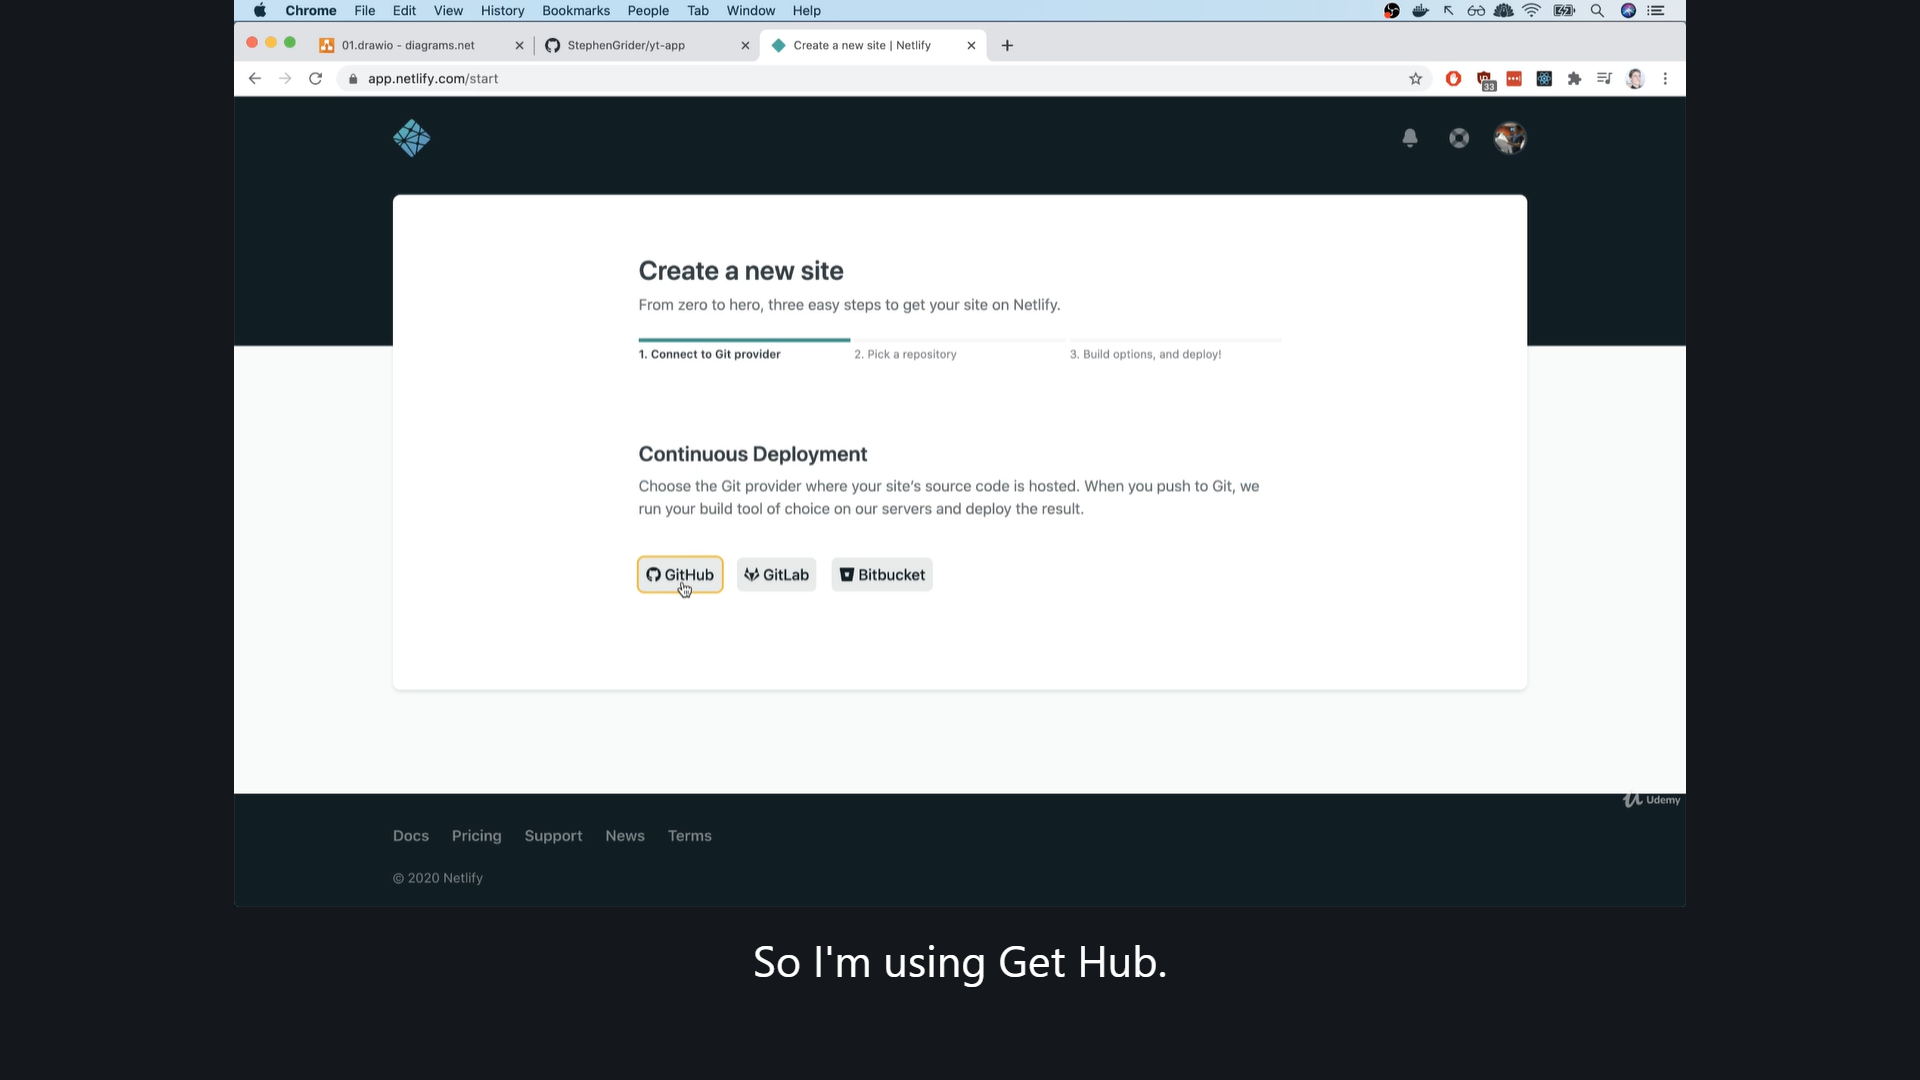 Chrome File Edit View History Bookmarks People Tab Window Help
01.drawio - diagrams.net
StephenGrider/yt-app
Create a new site | Netlify
app.netlify.com/start
33
Create a new site
From zero to hero, three easy steps to get your site on Netlify.
1. Connect to Git provider
2. Pick a repository
3. Build options, and deploy!
Continuous Deployment
Choose the Git provider where your site's source code is hosted. When you push to Git, we
run your build tool of choice on our servers and deploy the result.
GitHub GitLab Bitbucket
Udemy
Docs Pricing Support News Terms
© 2020 Netlify
So I'm using Get Hub.